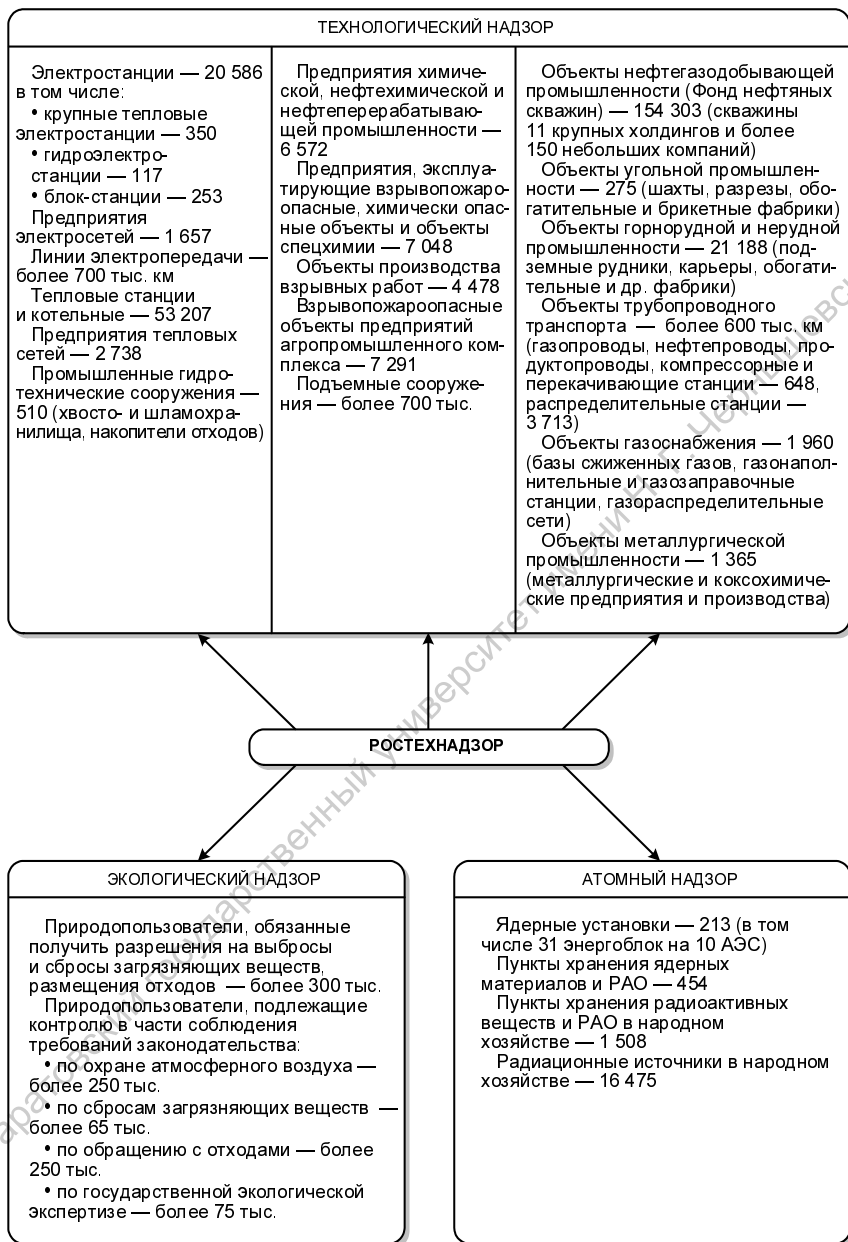 ТЕХНОЛОГИЧЕСКИЙ НАДЗОР
Электростанции — 20 586
в том числе:
• крупные тепловые
электростанции — 350
• гидроэлектро-
станции — 117
• блок-станции — 253
Предприятия
электросетей — 1 657
Линии электропередачи —
более 700 тыс. км
Тепловые станции
и котельные — 53 207
Предприятия тепловых
сетей — 2 738
Промышленные гидро-
технические сооружения —
510 (хвосто- и шламохра-
нилища, накопители отходов)
Предприятия химиче-
ской, нефтехимической и
нефтеперерабатываю-
щей промышленности —
6 572
Предприятия, эксплуа-
тирующие взрывопожаро-
опасные, химически опас-
ные объекты и объекты
спецхимии — 7 048
Объекты производства
взрывных работ — 4 478
Взрывопожароопасные
объекты предприятий
агропромышленного ком-
плекса — 7 291
Подъемные сооруже-
ния — более 700 тыс.
Объекты нефтегазодобывающей
промышленности (Фонд нефтяных
скважин) — 154 303 (скважины
11 крупных холдингов и более
150 небольших компаний)
Объекты угольной промышлен-
ности — 275 (шахты, разрезы, обо-
гатительные и брикетные фабрики)
Объекты горнорудной и нерудной
промышленности — 21 188 (под-
земные рудники, карьеры, обогати-
тельные и др. фабрики)
Объекты трубопроводного
транспорта — более 600 тыс. км
(газопроводы, нефтепроводы, про-
дуктопроводы, компрессорные и
перекачивающие станции — 648,
распределительные станции —
3 713)
Объекты газоснабжения — 1 960
(базы сжиженных газов, газонапол-
нительные и газозаправочные
станции, газораспределительные
сети)
Объекты металлургической
промышленности — 1 365
(металлургические и коксохимиче-
ские предприятия и производства)
РОСТЕХНАДЗОР
ЭКОЛОГИЧЕСКИЙ НАДЗОР
Природопользователи, обязанные
получить разрешения на выбросы
и сбросы загрязняющих веществ,
размещения отходов — более 300 тыс.
Природопользователи, подлежащие
контролю в части соблюдения
требований законодательства:
• по охране атмосферного воздуха —
более 250 тыс.
• по сбросам загрязняющих веществ —
более 65 тыс.
• по обращению с отходами — более
250 тыс.
• по государственной экологической
экспертизе — более 75 тыс.
АТОМНЫЙ НАДЗОР
Ядерные установки — 213 (в том
числе 31 энергоблок на 10 АЭС)
Пункты хранения ядерных
материалов и РАО — 454
Пункты хранения радиоактивных
веществ и РАО в народном
хозяйстве — 1 508
Радиационные источники в народном
хозяйстве — 16 475
государственный университет имени Н. Г.